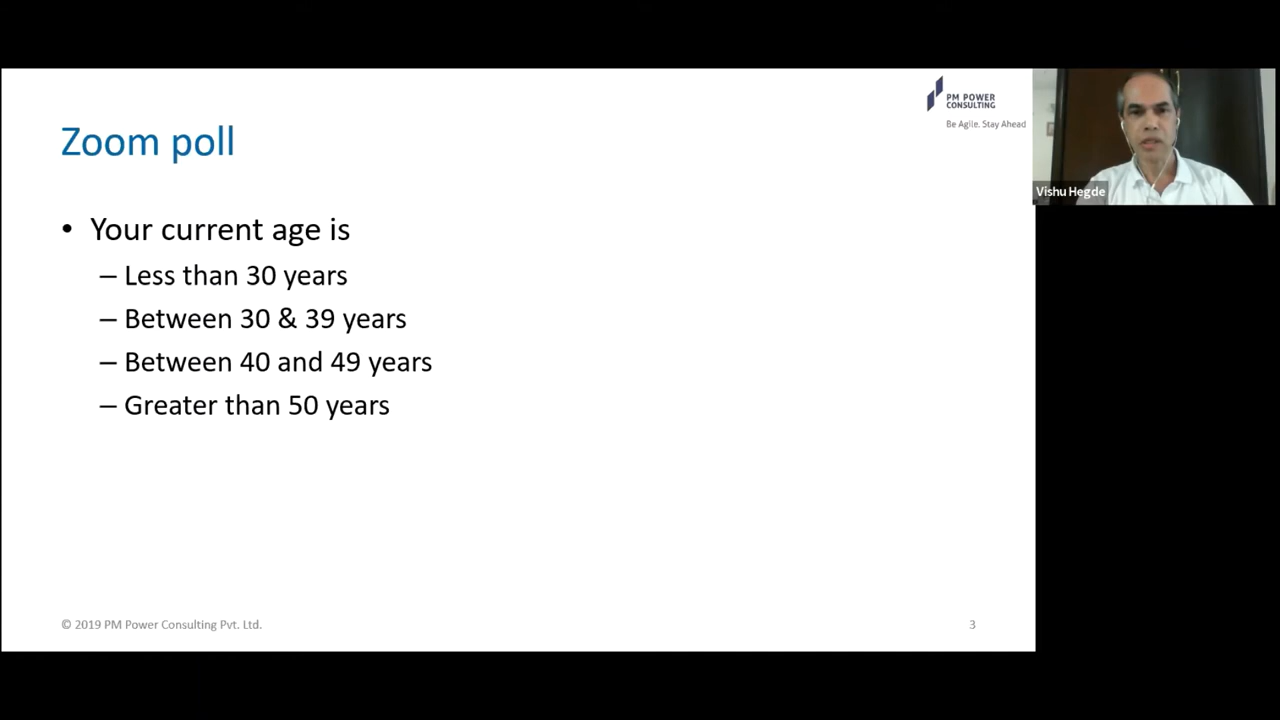 PM POWER
CONSULTING
Be Agile. Stay Ahead
Zoom poll
• Your current age is
– Less than 30 years
– Between 30 & 39 years
– Between 40 and 49 years
– Greater than 50 years
© 2019 PM Power Consulting Pvt. Ltd.
3
Vishu Hegde